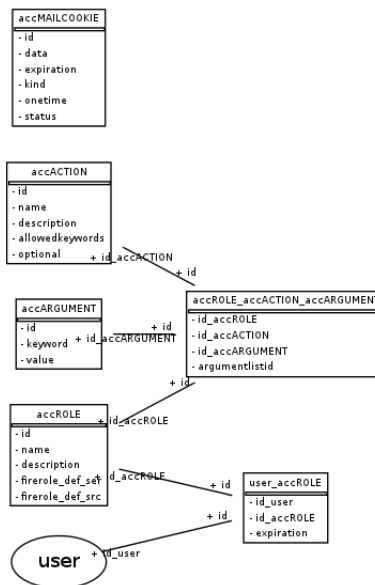 accMAILCOOKIE
- id
- data
- expiration
- kind
- onetime
- status
accACTION
- id
- name
- description
- allowedkeywords
- optional
+ id_accACTION
+ id
accARGUMENT
- id
- keyword
- value
+ id
+ id_accARGUMENT
accROLE_accACTION_accARGUMENT
- id_accROLE
- id_accACTION
- id_accARGUMENT
- argumentlistid
+ id
accROLE
- id
- name
- description
- firerole_def_ser
- firerole_def_src
+ id_accROLE
+ id_accROLE
+ id
user_accROLE
- id_user
- id_accROLE
- expiration
+ id
user
+ id_user